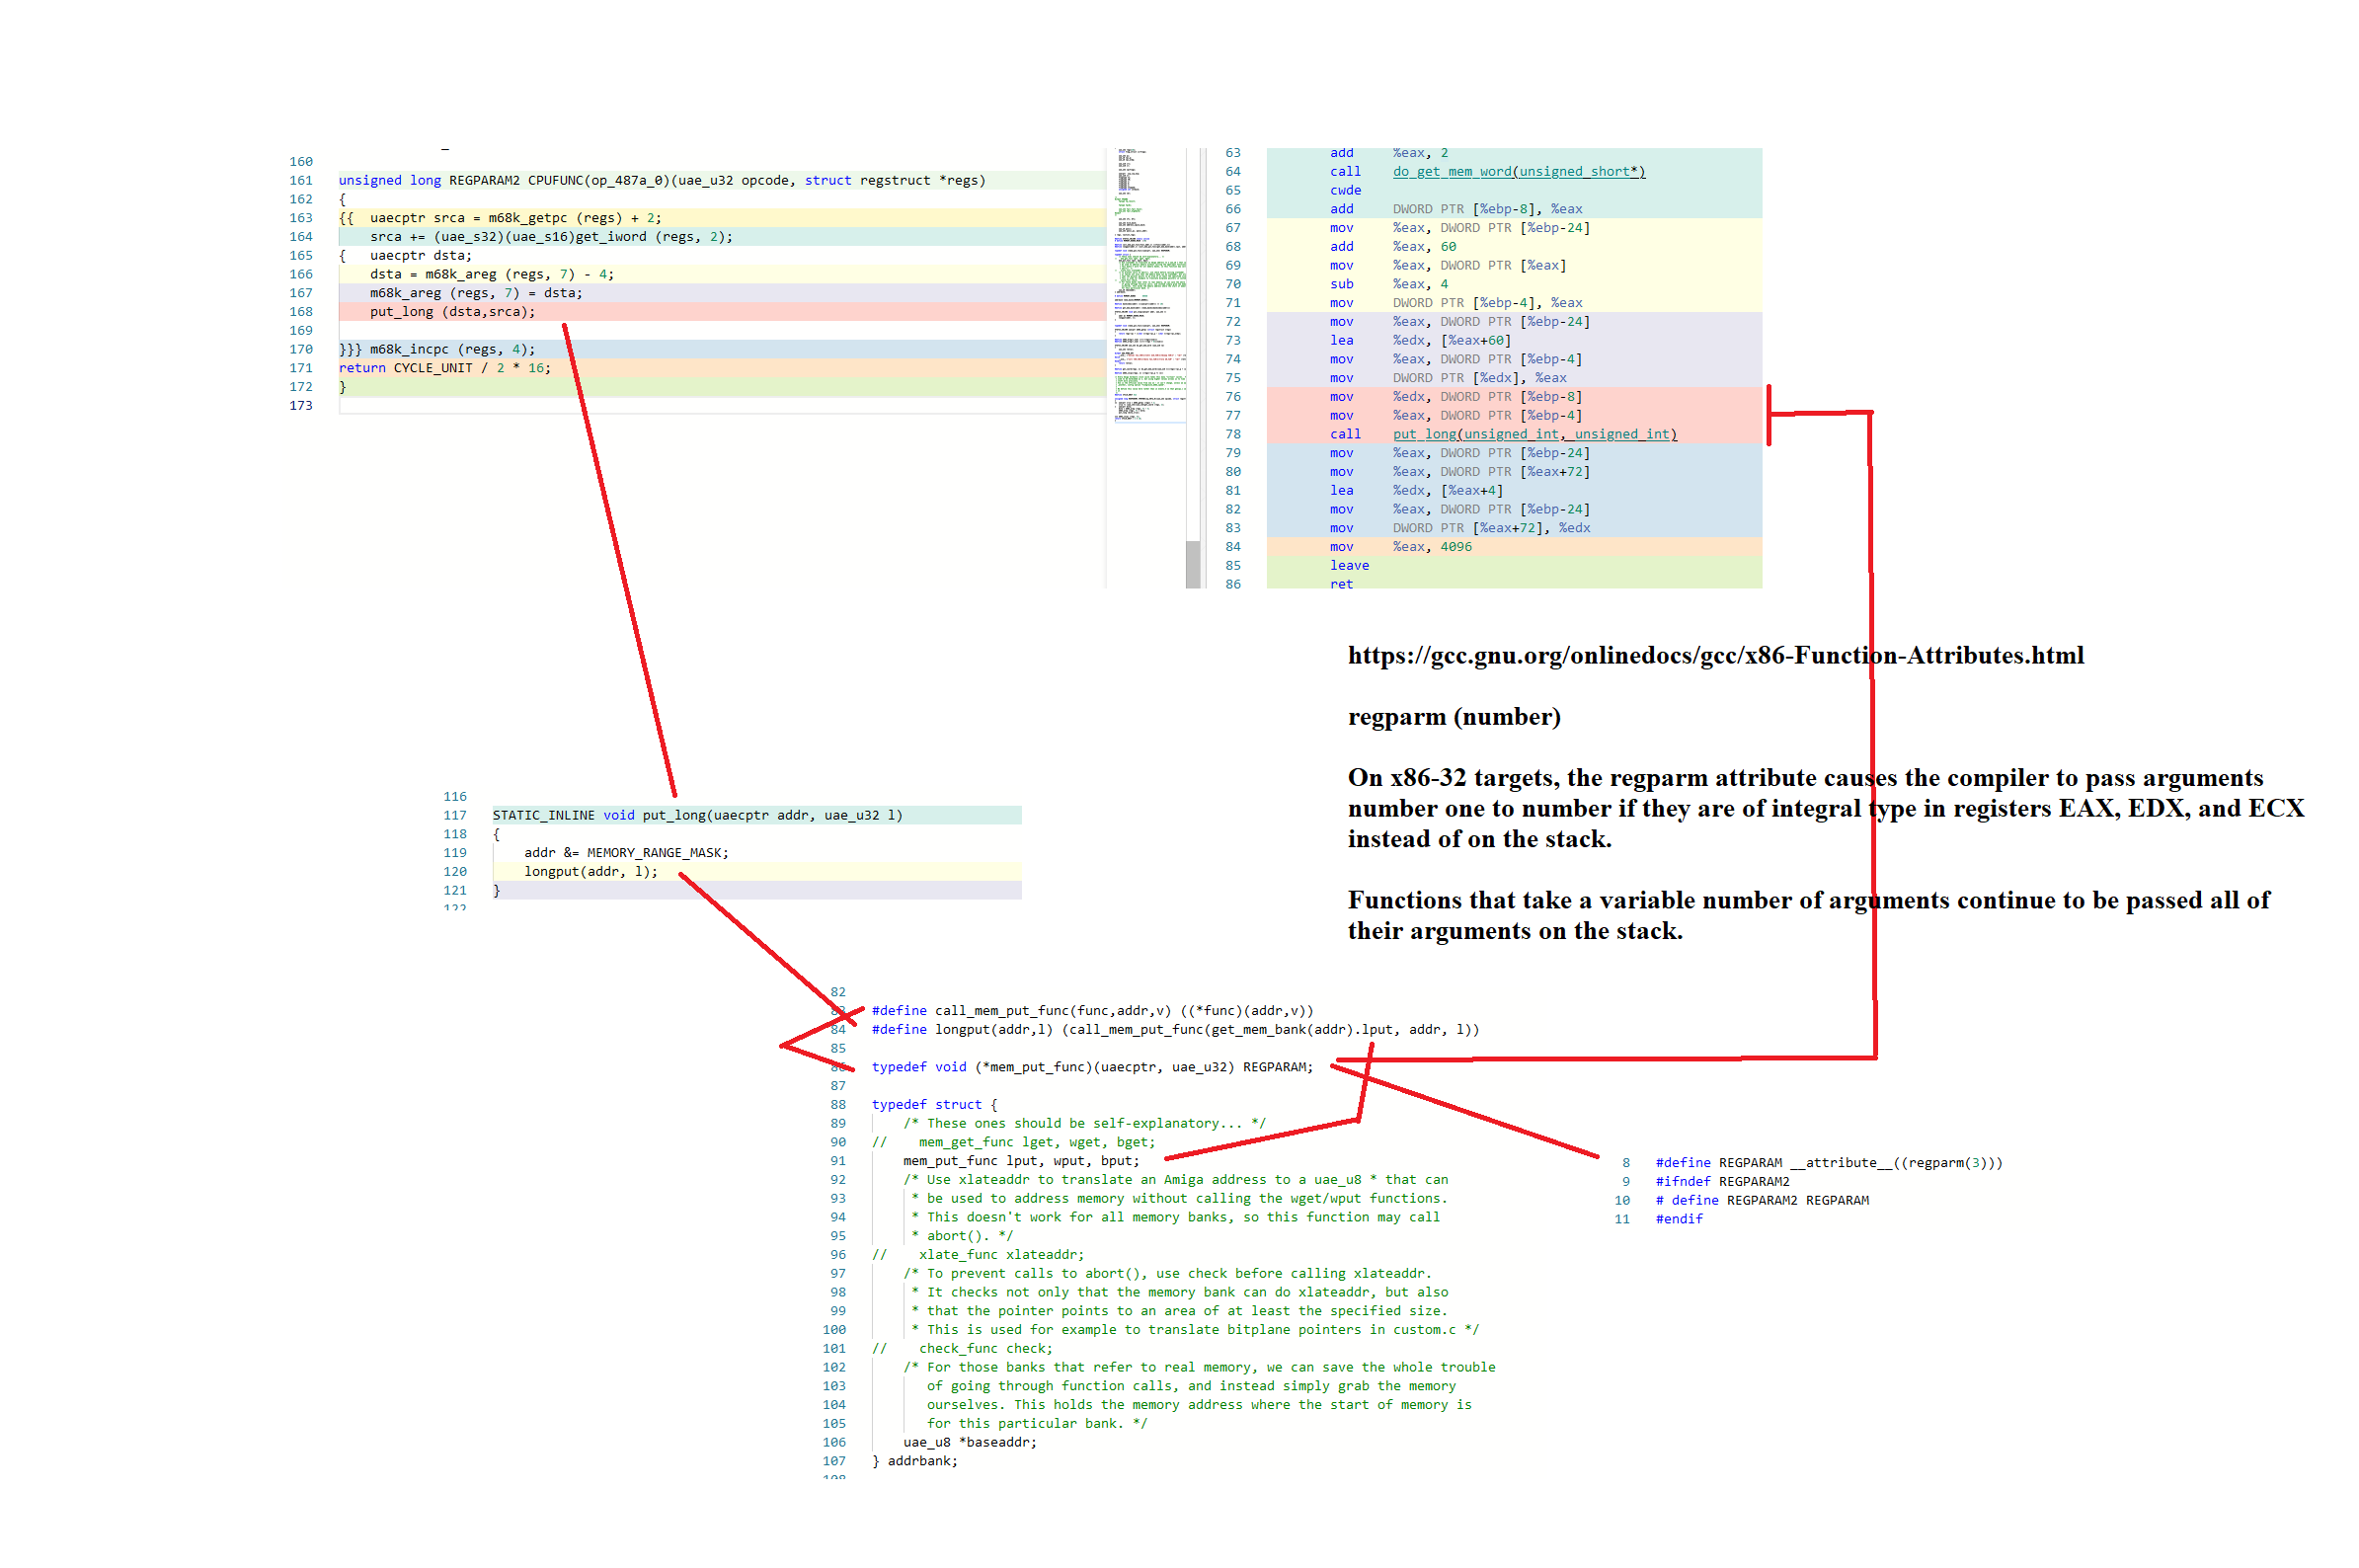 160
161 unsigned long REGPARAM2 CPUFUNC(op_487a_0)(uae_u32 opcode, struct regstruct *regs)
162 {
163 {{  uaecptr srca = m68k_getpc (regs) + 2;
164     srca += (uae_s32)(uae_s16)get_iword (regs, 2);
165 {   uaecptr dsta;
166     dsta = m68k_areg (regs, 7) - 4;
167     m68k_areg (regs, 7) = dsta;
168     put_long (dsta,srca);
169
170 }}} m68k_incpc (regs, 4);
171 return CYCLE_UNIT / 2 * 16;
172 }
173
63 add %eax, 2
64 call do_get_mem_word(unsigned_short*)
65 cwde
66 add DWORD PTR [%ebp-8], %eax
67 mov %eax, DWORD PTR [%ebp-24]
68 add %eax, 60
69 mov %eax, DWORD PTR [%eax]
70 sub %eax, 4
71 mov DWORD PTR [%ebp-4], %eax
72 mov %eax, DWORD PTR [%ebp-24]
73 lea %edx, [%eax+60]
74 mov %eax, DWORD PTR [%ebp-4]
75 mov DWORD PTR [%edx], %eax
76 mov %edx, DWORD PTR [%ebp-8]
77 mov %eax, DWORD PTR [%ebp-4]
78 call put_long(unsigned_int,_unsigned_int)
79 mov %eax, DWORD PTR [%ebp-24]
80 mov %eax, DWORD PTR [%eax+72]
81 lea %edx, [%eax+4]
82 mov %eax, DWORD PTR [%ebp-24]
83 mov DWORD PTR [%eax+72], %edx
84 mov %eax, 4096
85 leave
86 ret
https://gcc.gnu.org/onlinedocs/gcc/x86-Function-Attributes.html
regparm (number)
On x86-32 targets, the regparm attribute causes the compiler to pass arguments
number one to number if they are of integral type in registers EAX, EDX, and ECX
instead of on the stack.
Functions that take a variable number of arguments continue to be passed all of
their arguments on the stack.
116
117 STATIC_INLINE void put_long(uaecptr addr, uae_u32 l)
118 {
119     addr &= MEMORY_RANGE_MASK;
120     longput(addr, l);
121 }
122
82
83 #define call_mem_put_func(func,addr,v) ((*func)(addr,v))
84 #define longput(addr,l) (call_mem_put_func(get_mem_bank(addr).lput, addr, l))
85
86 typedef void (*mem_put_func)(uaecptr, uae_u32) REGPARAM;
87
88 typedef struct {
89     /* These ones should be self-explanatory... */
90 //    mem_get_func lget, wget, bget;
91     mem_put_func lput, wput, bput;
92     /* Use xlateaddr to translate an Amiga address to a uae_u8 * that can
93      * be used to address memory without calling the wget/wput functions.
94      * This doesn't work for all memory banks, so this function may call
95      * abort(). */
96 //    xlate_func xlateaddr;
97     /* To prevent calls to abort(), use check before calling xlateaddr.
98      * It checks not only that the memory bank can do xlateaddr, but also
99      * that the pointer points to an area of at least the specified size.
100      * This is used for example to translate bitplane pointers in custom.c */
101 //    check_func check;
102     /* For those banks that refer to real memory, we can save the whole trouble
103        of going through function calls, and instead simply grab the memory
104        ourselves. This holds the memory address where the start of memory is
105        for this particular bank. */
106     uae_u8 *baseaddr;
107 } addrbank;
108
8 #define REGPARAM __attribute__((regparm(3)))
9 #ifndef REGPARAM2
10 # define REGPARAM2 REGPARAM
11 #endif